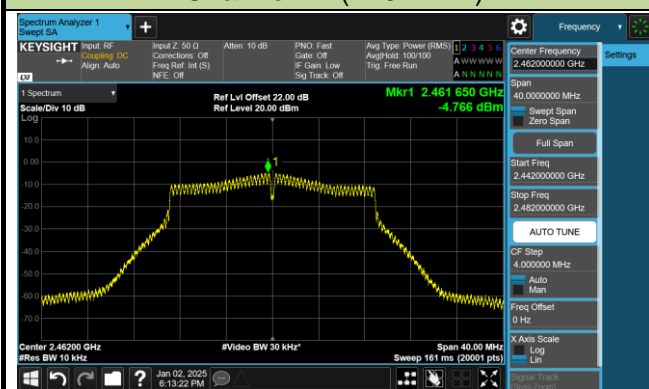 Spectrum Analyzer 1
Swept SA
+
Frequency
KEYSIGHT
Input: RF
Coupling: DC
Align: Auto
Input Z: 50 Ω
Corrections: Off
Freq Ref: Int (S)
NFE: Off
Atten: 10 dB
PNO: Fast
Gate: Off
IF Gain: Low
Sig Track: Off
Avg Type: Power (RMS)
Avg|Hold: 100/100
Trig: Free Run
1 2 3 4 5 6
A W W W W W
A N N N N N
LXI
1 Spectrum
Scale/Div 10 dB
Log
Ref Lvl Offset 22.00 dB
Ref Level 20.00 dBm
Mkr1 2.461 650 GHz
-4.766 dBm
10.0
0.00
-10.0
-20.0
-30.0
-40.0
-50.0
-60.0
-70.0
1
Center 2.46200 GHz
#Res BW 10 kHz
#Video BW 30 kHz*
Span 40.00 MHz
Sweep 161 ms (20001 pts)
Center Frequency
2.462000000 GHz
Settings
Span
40.0000000 MHz
Swept Span
Zero Span
Full Span
Start Freq
2.442000000 GHz
Stop Freq
2.482000000 GHz
AUTO TUNE
CF Step
4.000000 MHz
Auto
Man
Freq Offset
0 Hz
X Axis Scale
Log
Lin
Signal Track
(Span Zoom)
?
Jan 02, 2025
6:13:22 PM